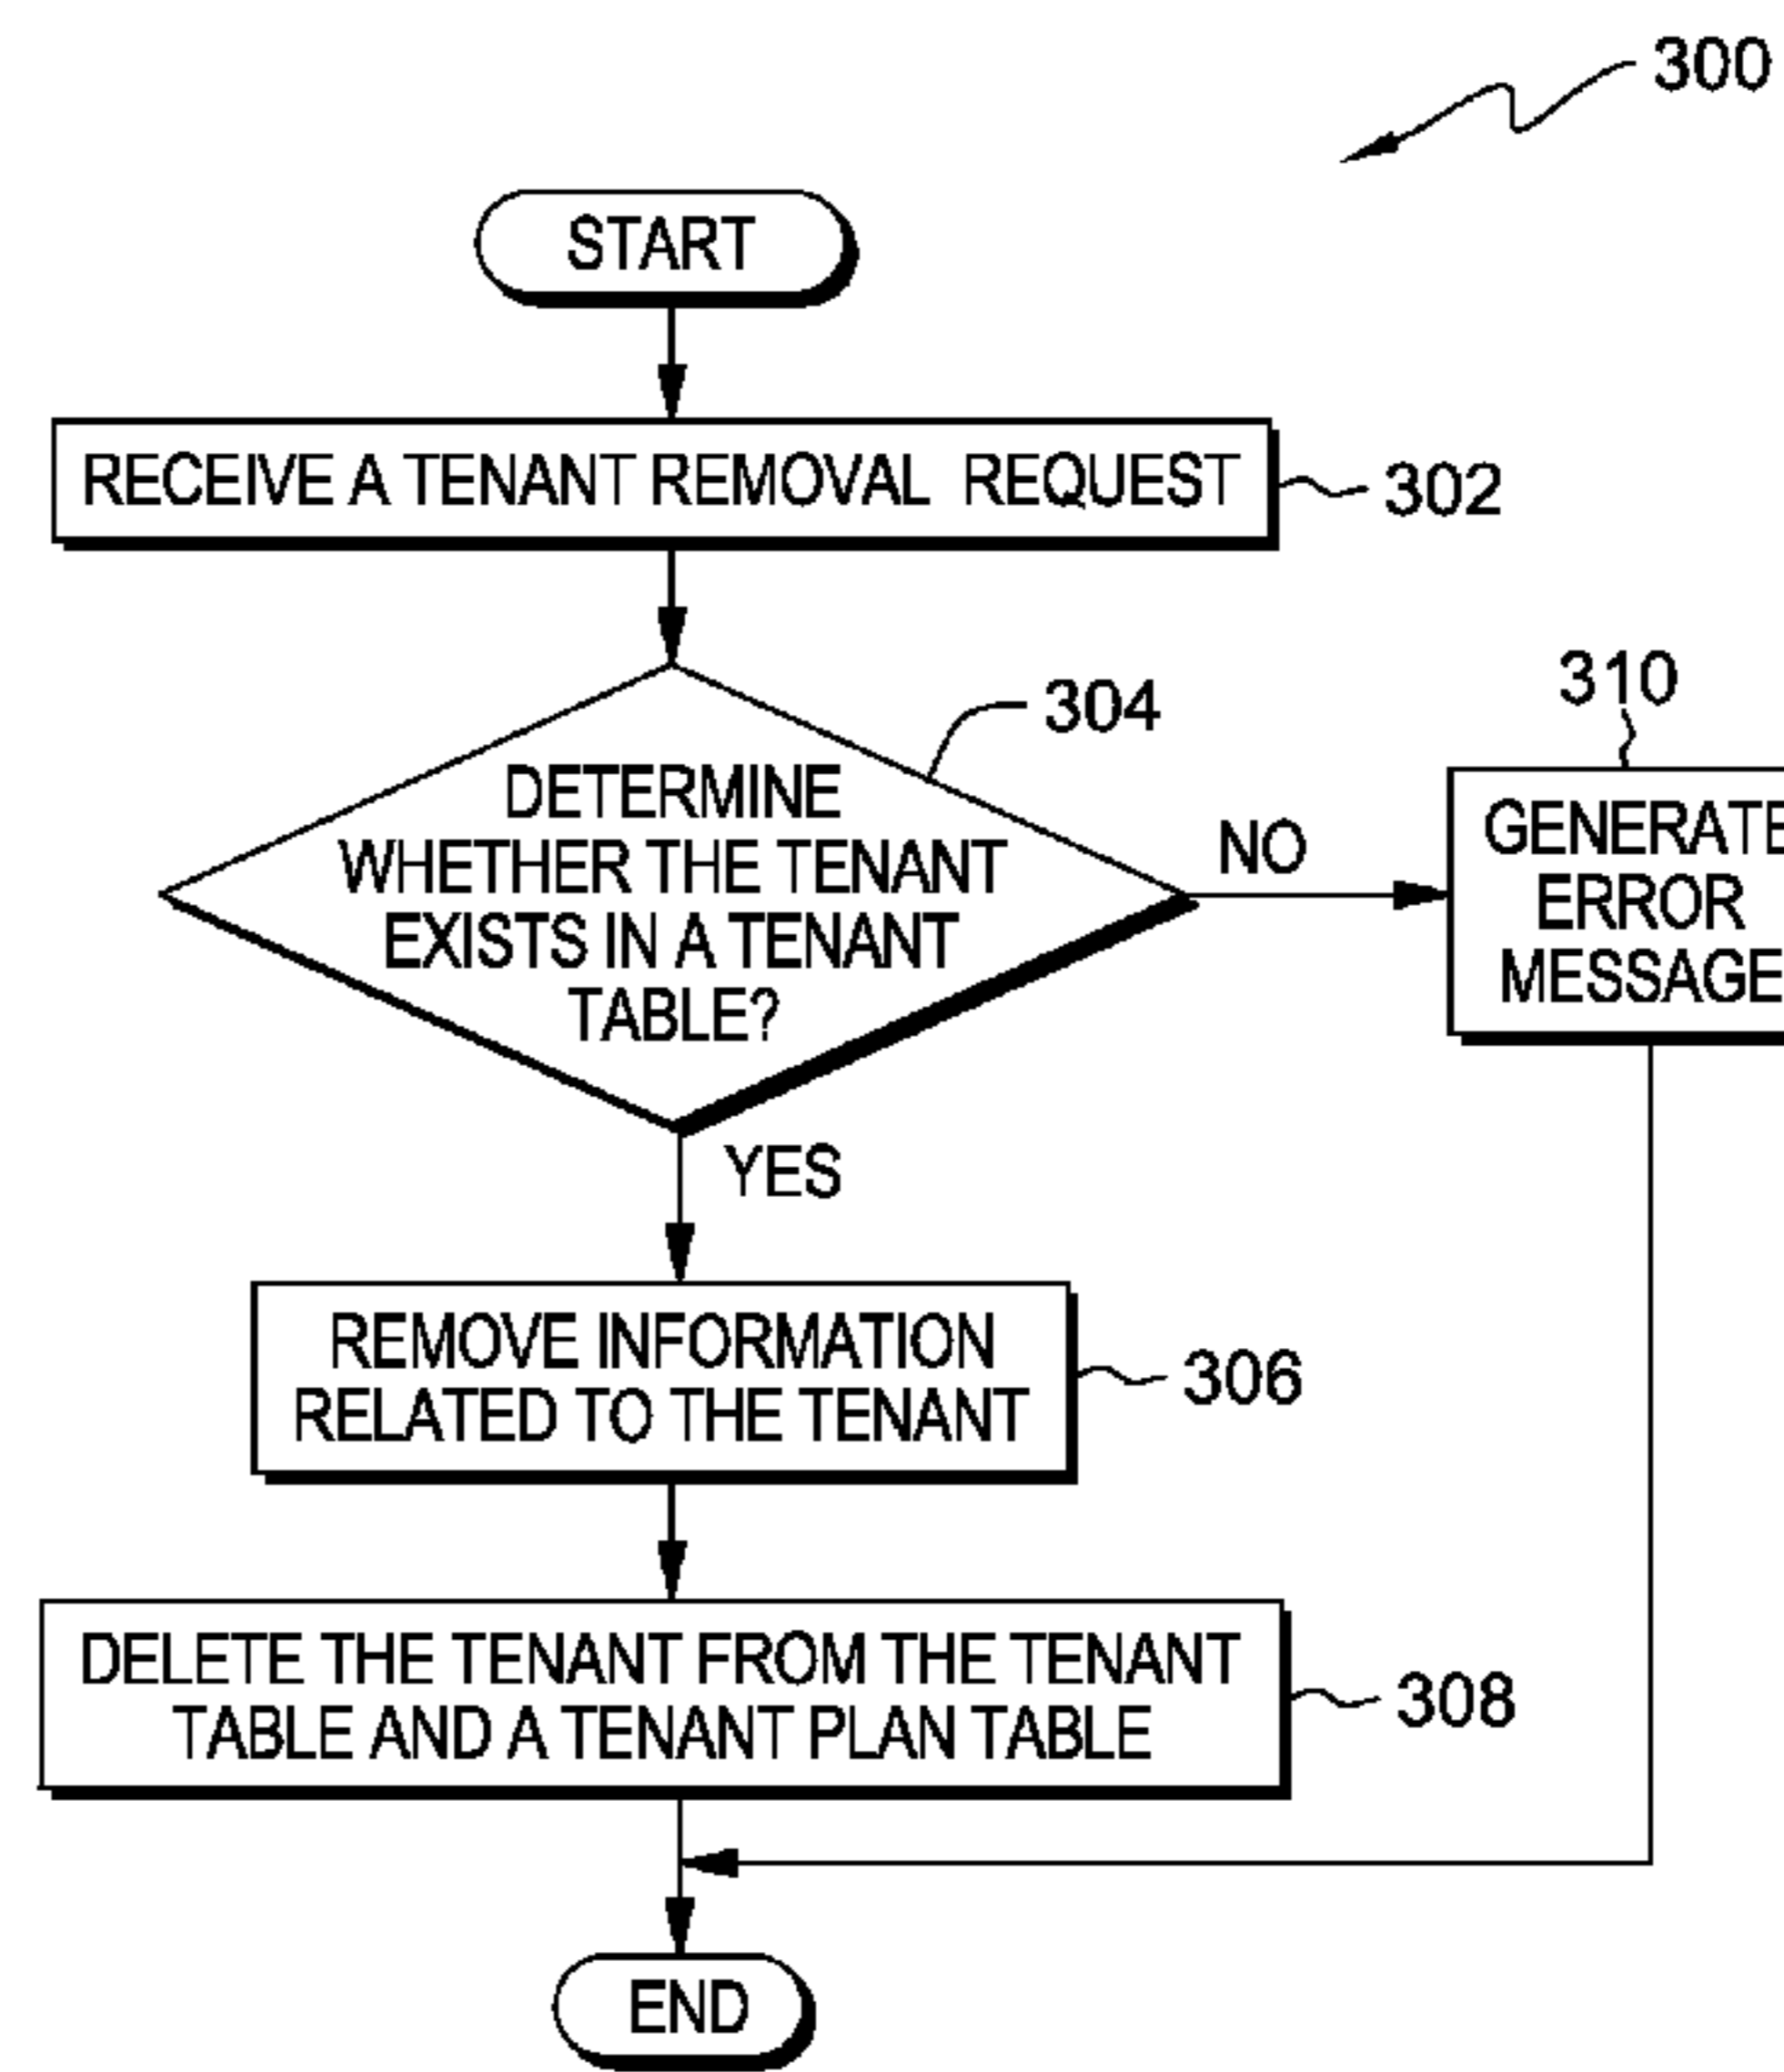 300
START
RECEIVE A TENANT REMOVAL REQUEST
302
304
DETERMINE
WHETHER THE TENANT
EXISTS IN A TENANT
TABLE?
NO
310
GENERATE
ERROR
MESSAGE
YES
REMOVE INFORMATION
RELATED TO THE TENANT
306
DELETE THE TENANT FROM THE TENANT
TABLE AND A TENANT PLAN TABLE
308
END